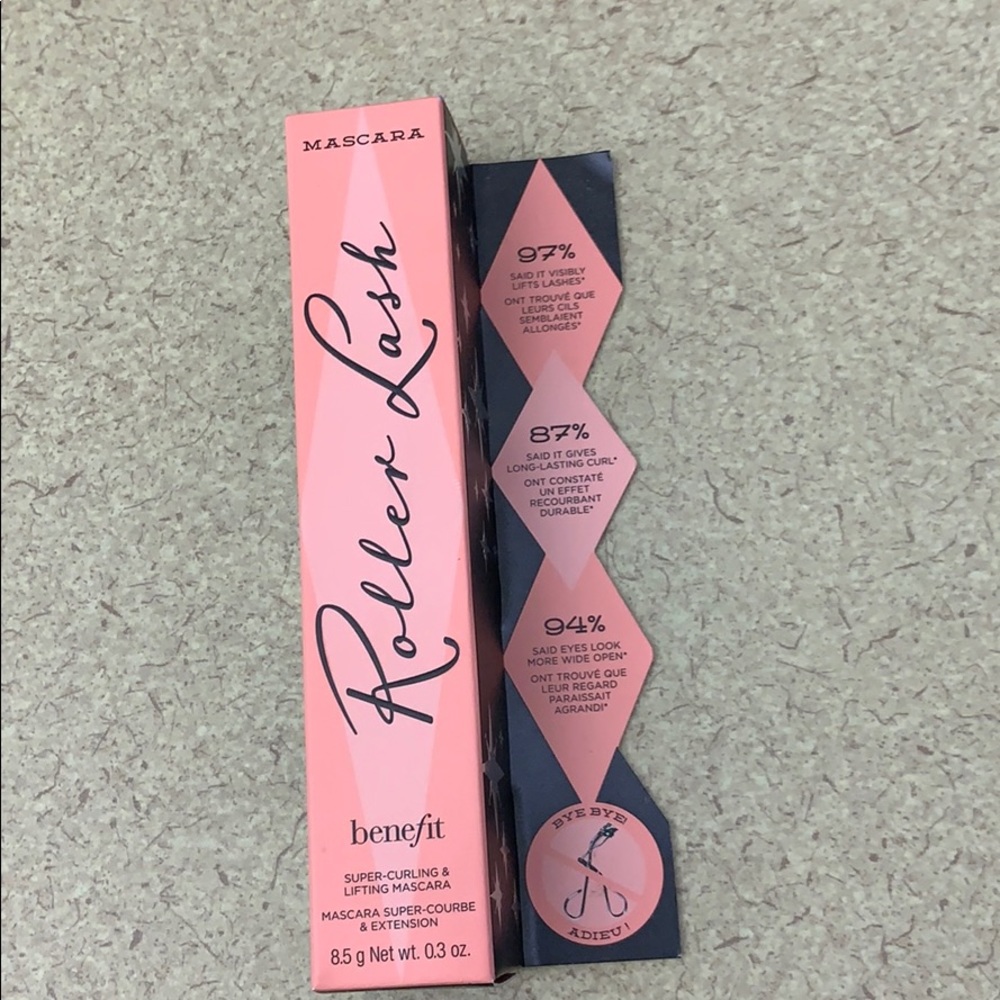 MASCARA
Roller Lash
benefit
SUPER-CURLING &
LIFTING MASCARA
MASCARA SUPER-COURBE
& EXTENSION
8.5 g Net wt. 0.3 oz.
97%
SAID IT VISIBLY
LIFTS LASHES*
ONT TROUVÉ QUE
LEURS CILS
SEMBLAIENT
ALLONGÉS*
87%
SAID IT GIVES
LONG-LASTING CURL*
ONT CONSTATÉ
UN EFFET
RECOURBANT
DURABLE*
94%
SAID EYES LOOK
MORE WIDE OPEN*
ONT TROUVÉ QUE
LEUR REGARD
PARAISSAIT
AGRANDI*
BYE BYE!
ADIEU !